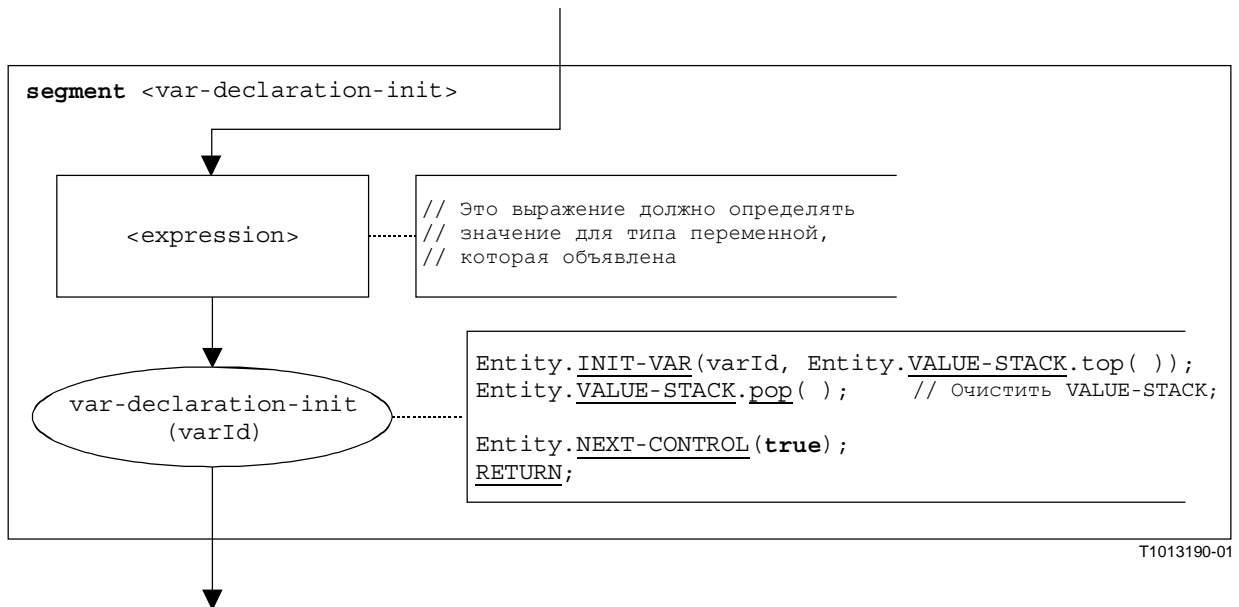 segment <var-declaration-init>
<expression>
// Это выражение должно определять
// значение для типа переменной,
// которая объявлена
var-declaration-init
(varId)
Entity.INIT-VAR(varId, Entity.VALUE-STACK.top( ));
Entity.VALUE-STACK.pop( ); // Очистить VALUE-STACK;
Entity.NEXT-CONTROL(true);
RETURN;
T1013190-01